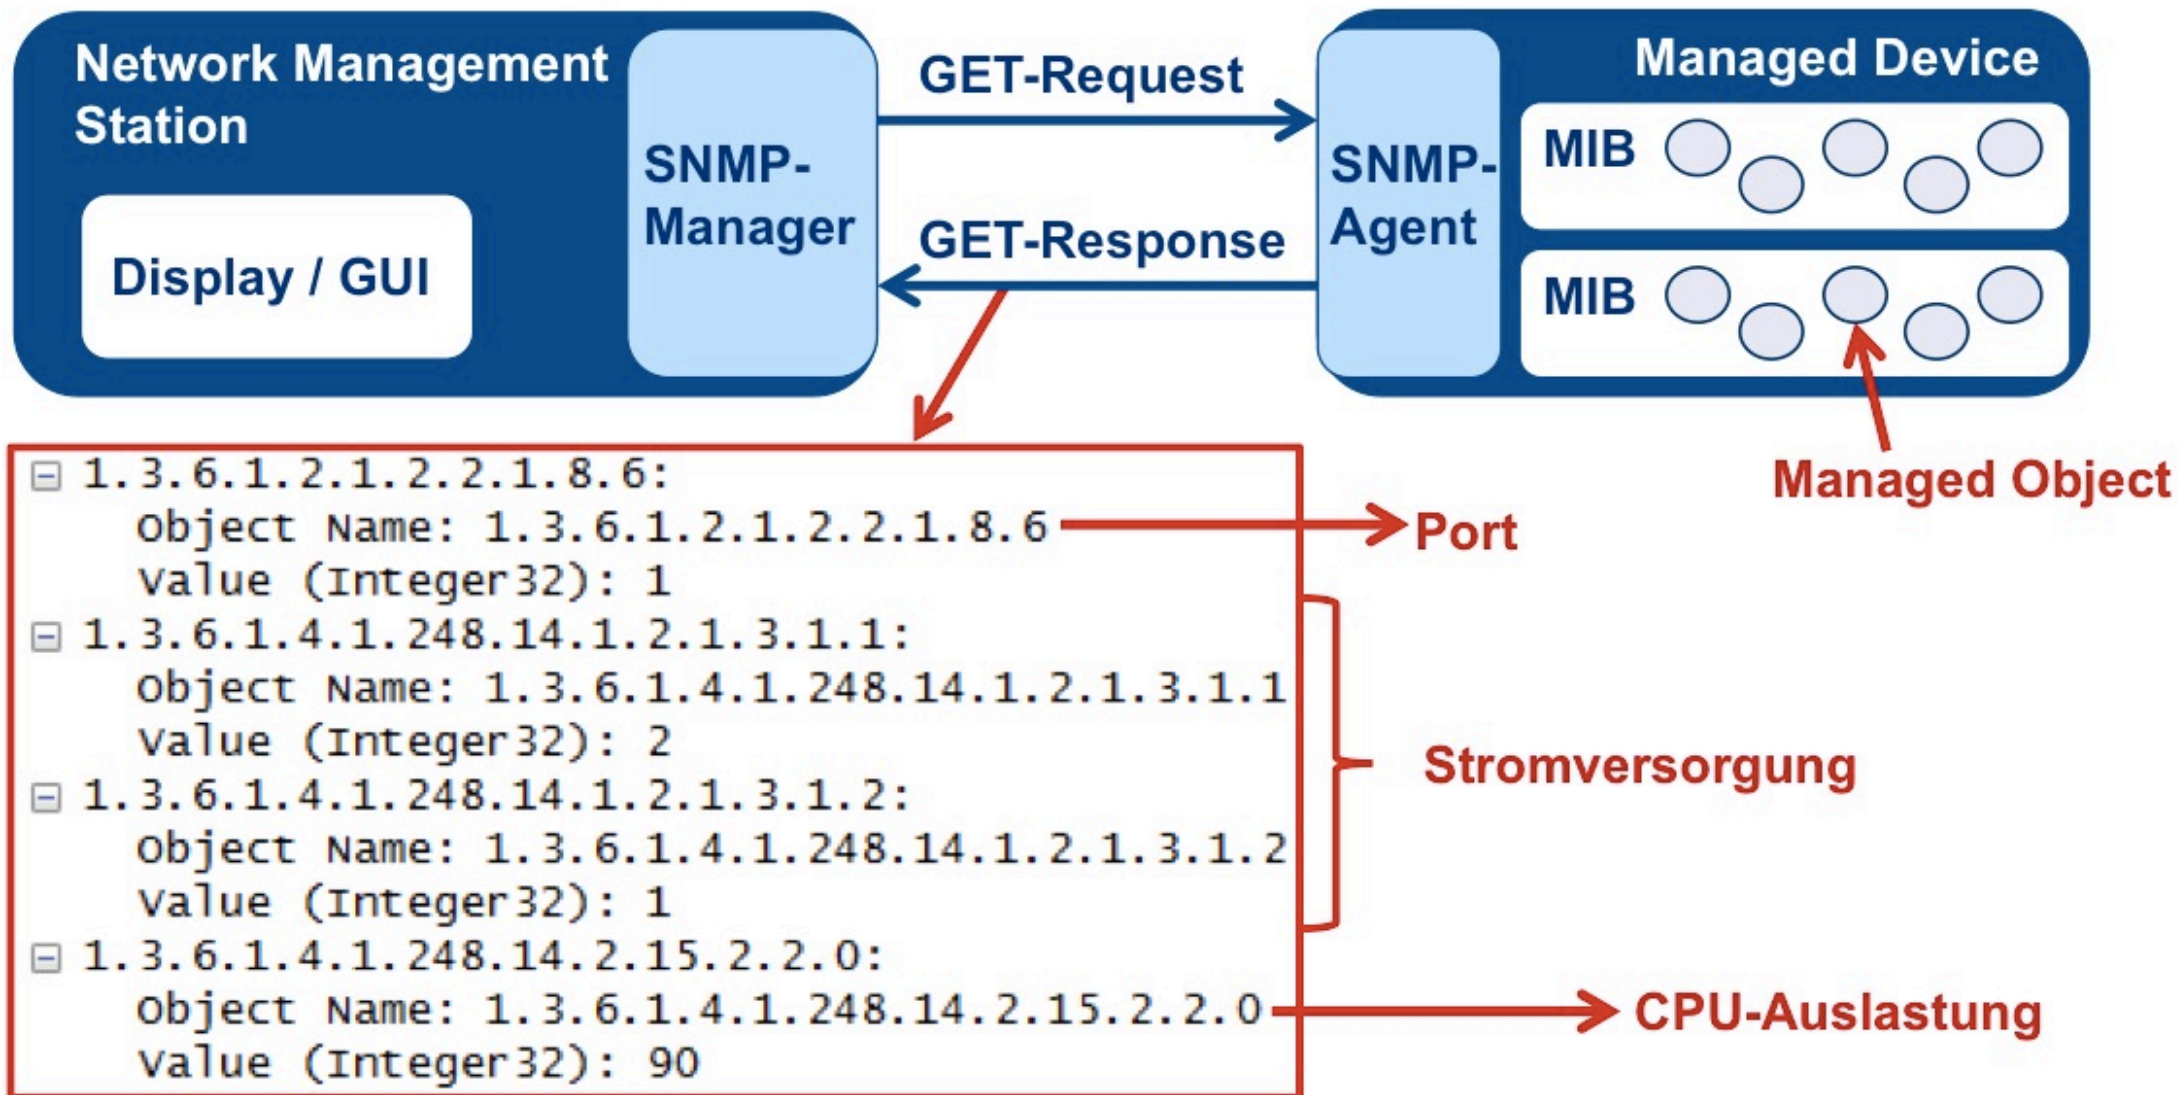 Network Management
Station
Display / GUI
SNMP-
Manager
GET-Request
GET-Response
SNMP-
Agent
Managed Device
MIB
MIB
Managed Object
1.3.6.1.2.1.2.2.1.8.6:
Object Name: 1.3.6.1.2.1.2.2.1.8.6
Value (Integer32): 1
1.3.6.1.4.1.248.14.1.2.1.3.1.1:
Object Name: 1.3.6.1.4.1.248.14.1.2.1.3.1.1
Value (Integer32): 2
1.3.6.1.4.1.248.14.1.2.1.3.1.2:
Object Name: 1.3.6.1.4.1.248.14.1.2.1.3.1.2
Value (Integer32): 1
1.3.6.1.4.1.248.14.2.15.2.2.0:
Object Name: 1.3.6.1.4.1.248.14.2.15.2.2.0
Value (Integer32): 90
Port
Stromversorgung
CPU-Auslastung